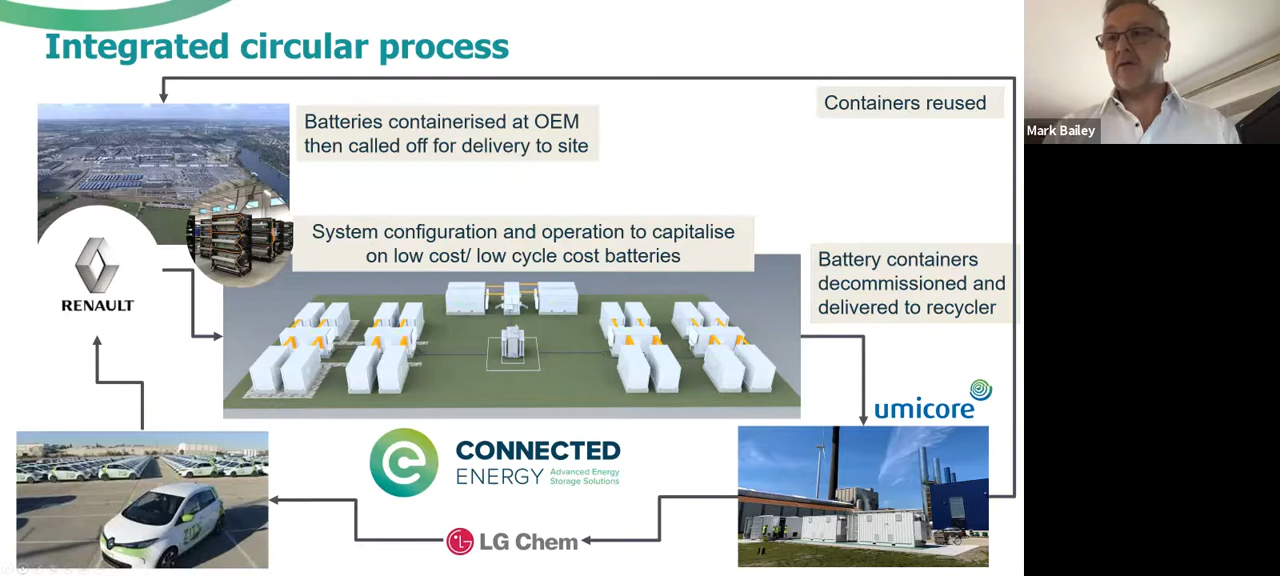 Integrated circular process
Batteries containerised at OEM
then called off for delivery to site
Containers reused
Mark Bailey
System configuration and operation to capitalise
on low cost/ low cycle cost batteries
Battery containers
decommissioned and
delivered to recycler
RENAULT
umicore
CONNECTED
ENERGY
Advanced Energy
Storage Solutions
LG Chem